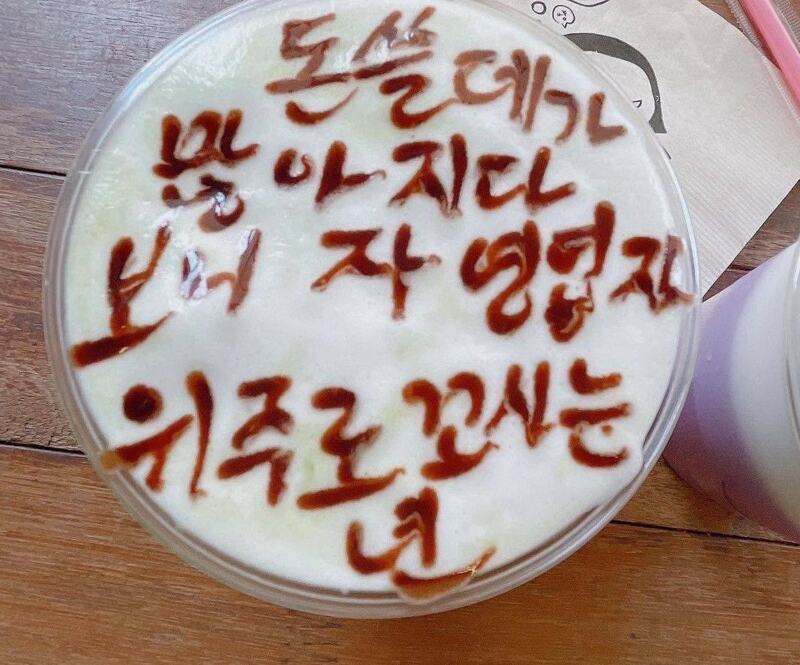 돈쓸데가
많아지다
보니 자영업자
위주로 꼬시는
년